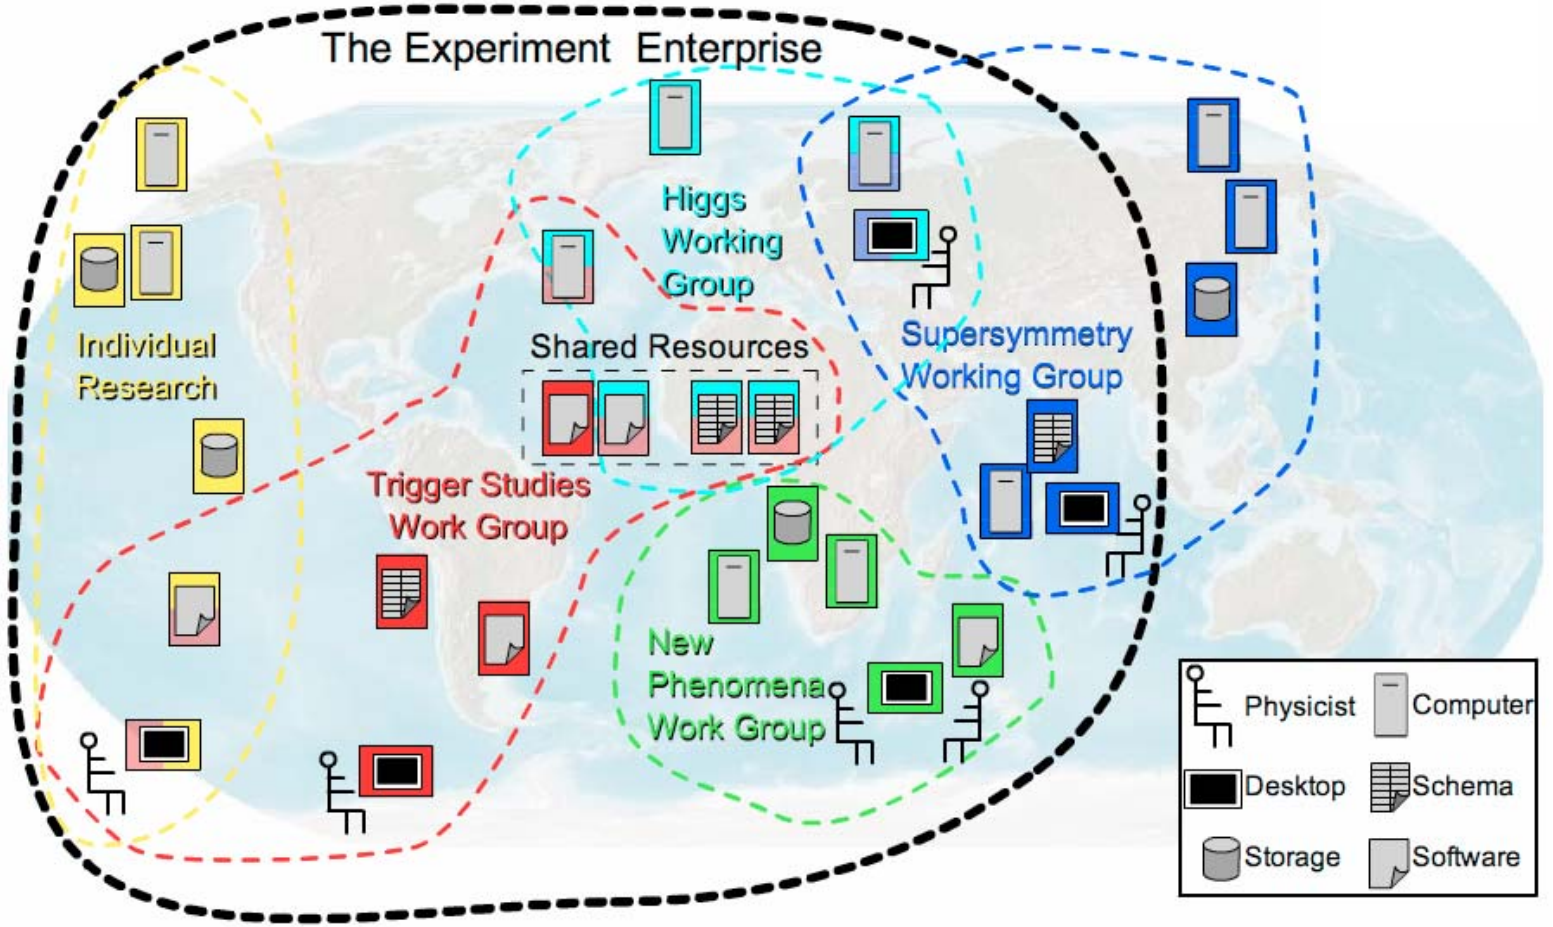 The Experiment Enterprise
Higgs
Working
Group
Individual
Research
Shared Resources
Supersymmetry
Working Group
Trigger Studies
Work Group
New
Phenomena
Work Group
Physicist
Computer
Desktop
Schema
Storage
Software